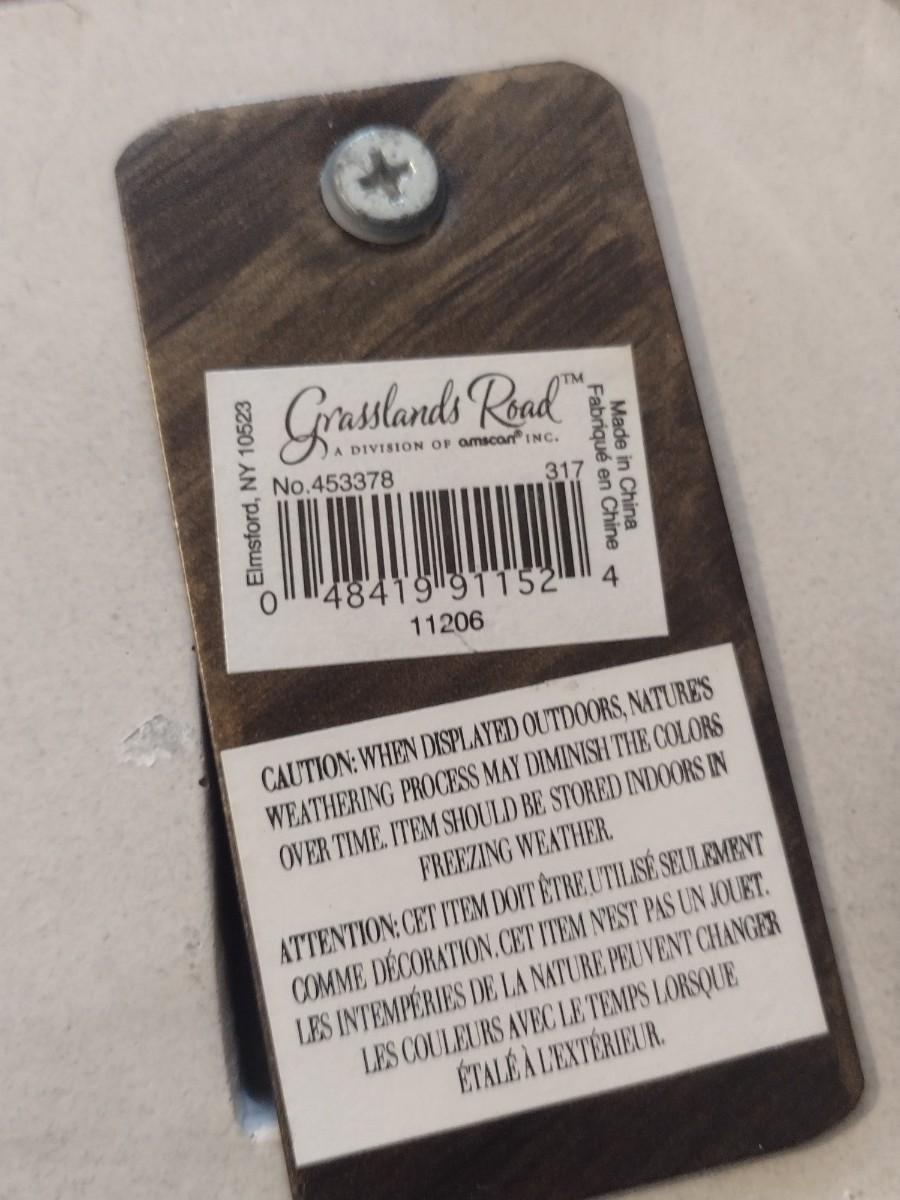 Grasslands Road™
A DIVISION OF amscan® INC.
Elmsford, NY 10523
Made in China
Fabriqué en Chine
No.453378 317
0 48419 91152 4
11206
CAUTION: WHEN DISPLAYED OUTDOORS, NATURE'S
WEATHERING PROCESS MAY DIMINISH THE COLORS
OVER TIME. ITEM SHOULD BE STORED INDOORS IN
FREEZING WEATHER.
ATTENTION: CET ITEM DOIT ÊTRE UTILISÉ SEULEMENT
COMME DÉCORATION. CET ITEM N'EST PAS UN JOUET.
LES INTEMPÉRIES DE LA NATURE PEUVENT CHANGER
LES COULEURS AVEC LE TEMPS LORSQUE
ÉTALÉ À L'EXTÉRIEUR.